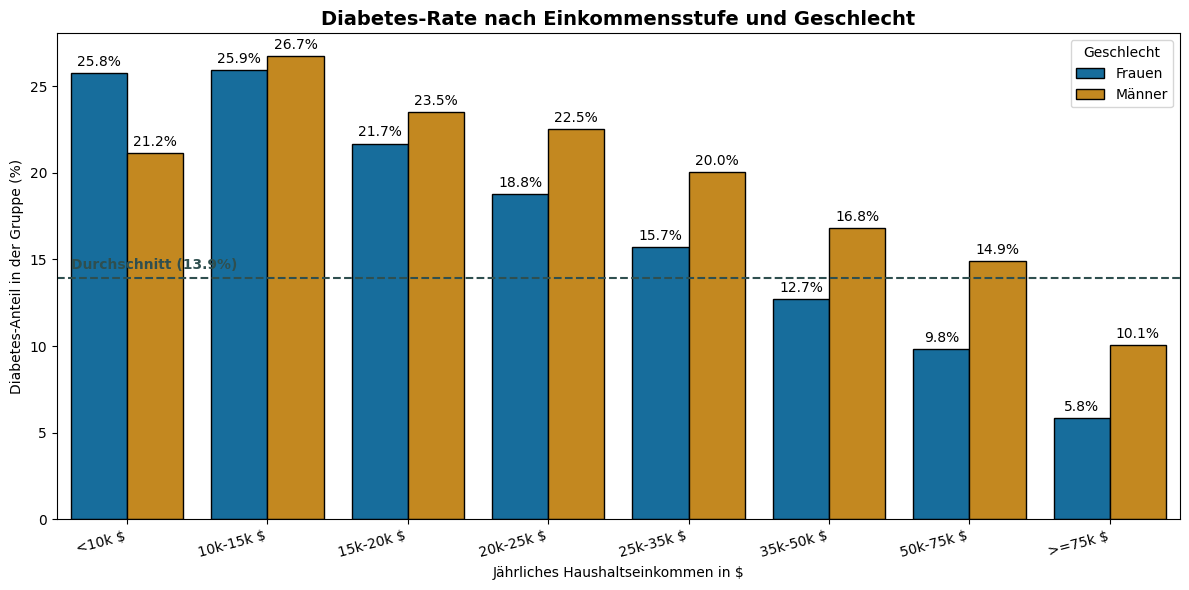 Diabetes-Rate nach Einkommensstufe und Geschlecht
Diabetes-Anteil in der Gruppe (%)
25
20
15
10
5
0
25.8%
21.2%
25.9%
26.7%
21.7%
23.5%
18.8%
22.5%
15.7%
20.0%
12.7%
16.8%
9.8%
14.9%
5.8%
10.1%
Durchschnitt (13.9%)
Geschlecht
Frauen
Männer
<10k $
10k-15k $
15k-20k $
20k-25k $
25k-35k $
35k-50k $
50k-75k $
>=75k $
Jährliches Haushaltseinkommen in $